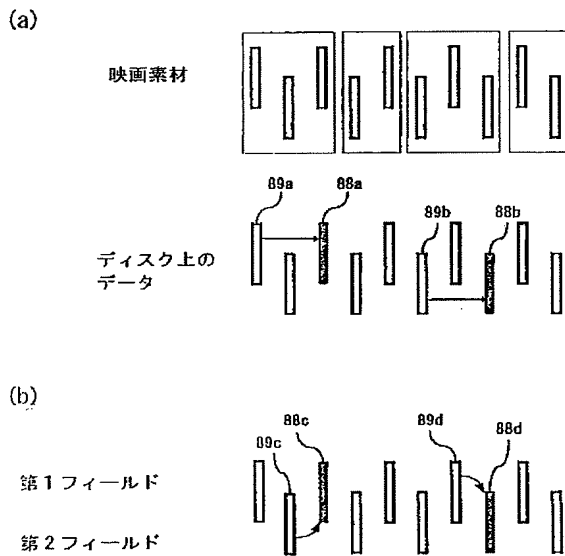 (a)
映画素材
89a
88a
89b
88b
ディスク上の
データ
(b)
88c
89c
89d
88d
第1フィールド
第2フィールド